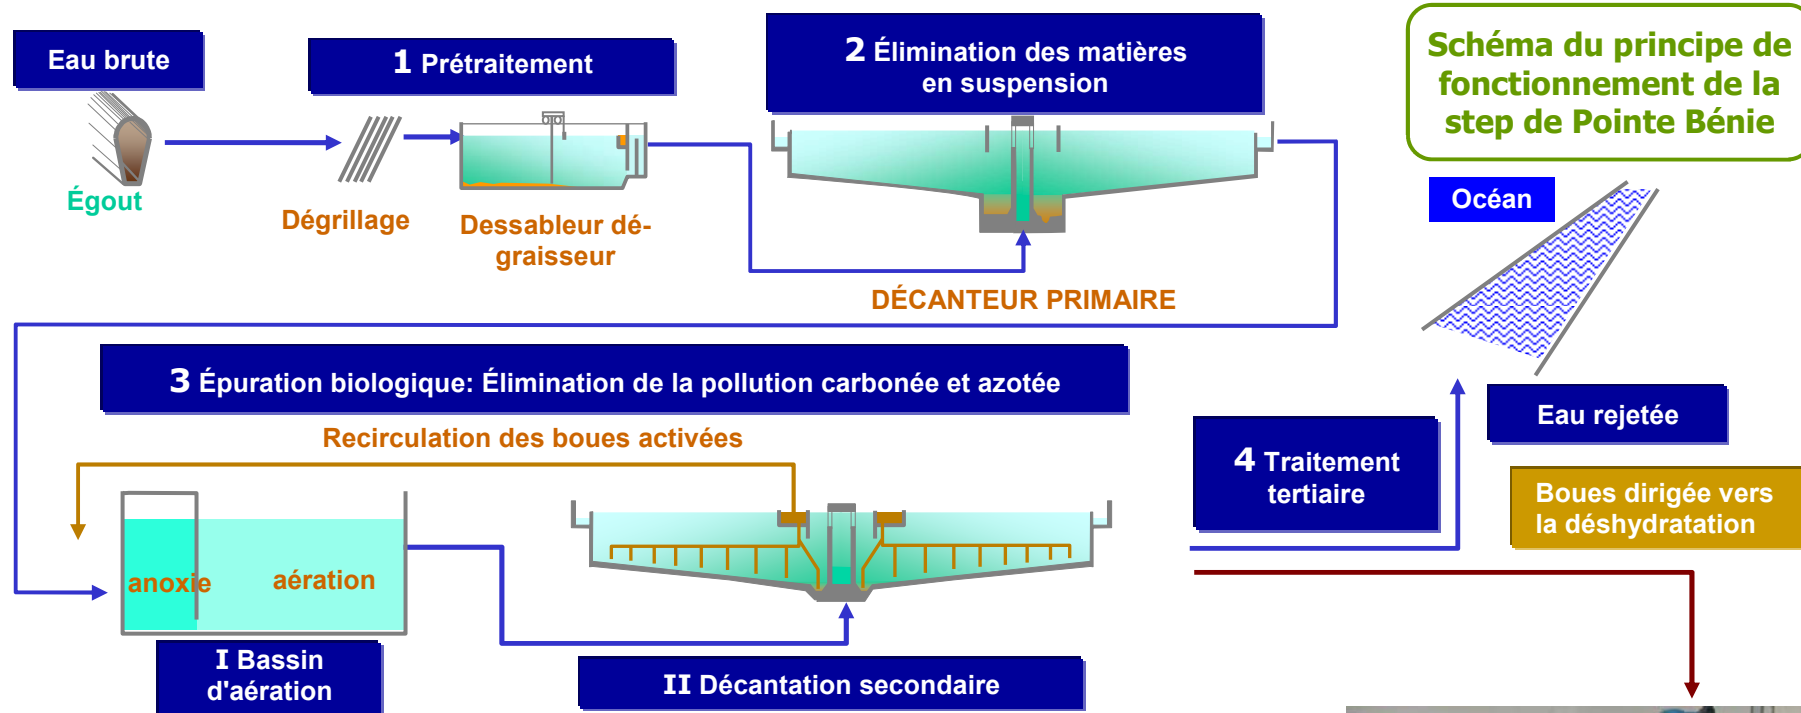 Eau brute
1 Prétraitement
2 Élimination des matières
en suspension
Schéma du principe de
fonctionnement de la
step de Pointe Bénie
Égout
Dégrillage
Dessableur dé-
graisseur
Océan
DÉCANTEUR PRIMAIRE
3 Épuration biologique: Élimination de la pollution carbonée et azotée
Recirculation des boues activées
4 Traitement
tertiaire
Eau rejetée
Boues dirigée vers
la déshydratation
anoxie
aération
I Bassin
d'aération
II Décantation secondaire